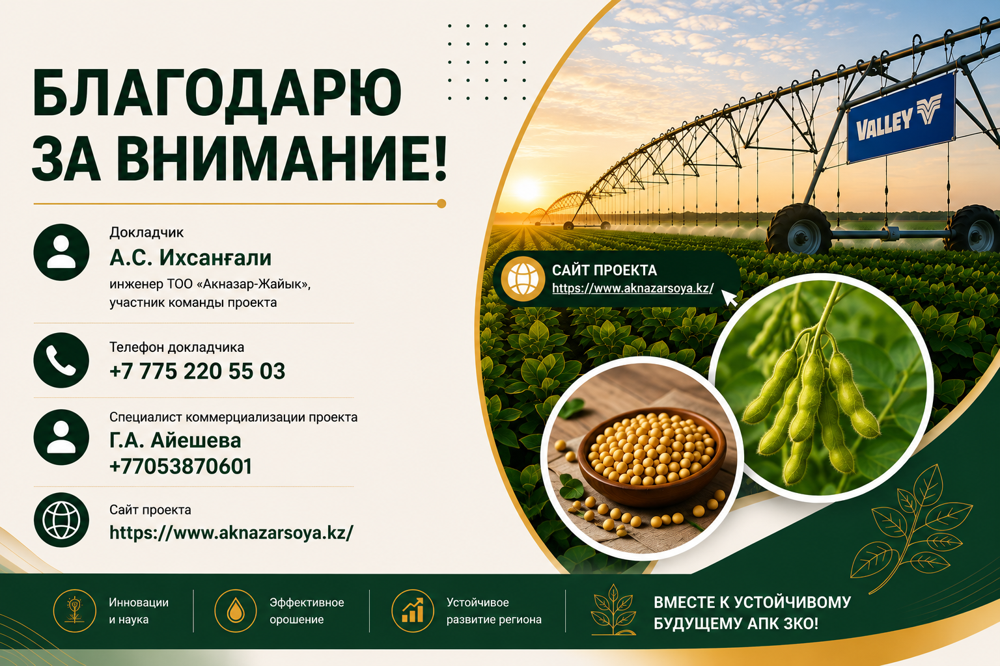 БЛАГОДАРЮ
ЗА ВНИМАНИЕ!
Докладчик
А.С. Ихсанғали
инженер ТОО «Акназар-Жайык»,
участник команды проекта
Телефон докладчика
+7 775 220 55 03
Специалист коммерциализации проекта
Г.А. Айешева
+77053870601
Сайт проекта
https://www.aknazarsoya.kz/
VALLEY
САЙТ ПРОЕКТА
https://www.aknazarsoya.kz/
Инновации
и наука
Эффективное
орошение
Устойчивое
развитие региона
ВМЕСТЕ К УСТОЙЧИВОМУ
БУДУЩЕМУ АПК ЗКО!